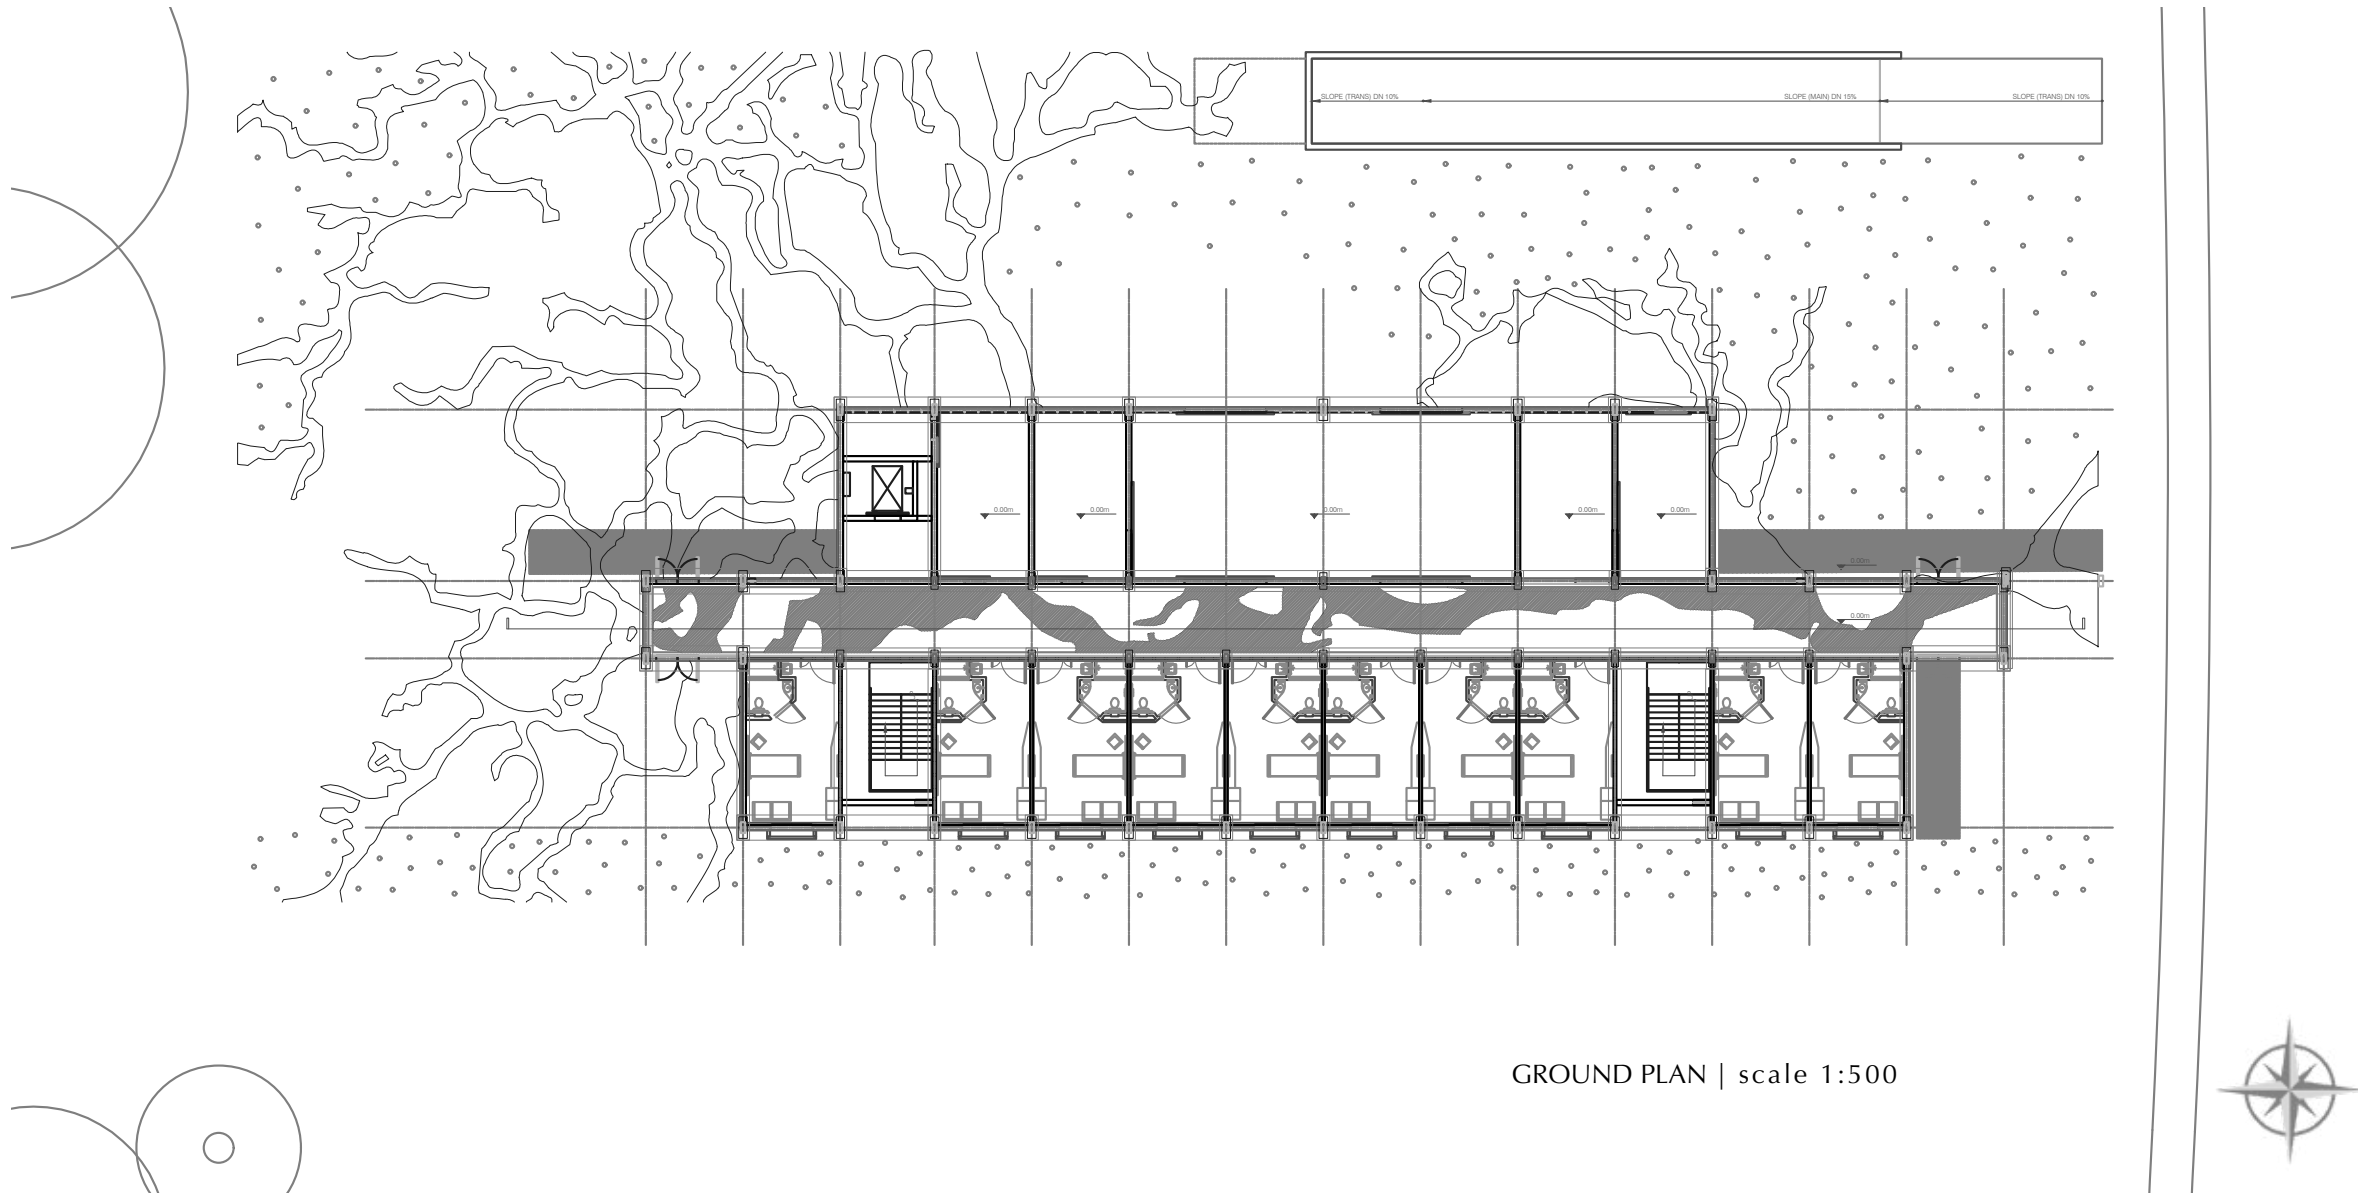 SLOPE (TRANS) DN 10% SLOPE (MAIN) DN 15% SLOPE (TRANS) DN 10%
0.00m 0.00m 0.00m 0.00m 0.00m
0.00m
0.00m
GROUND PLAN | scale 1:500